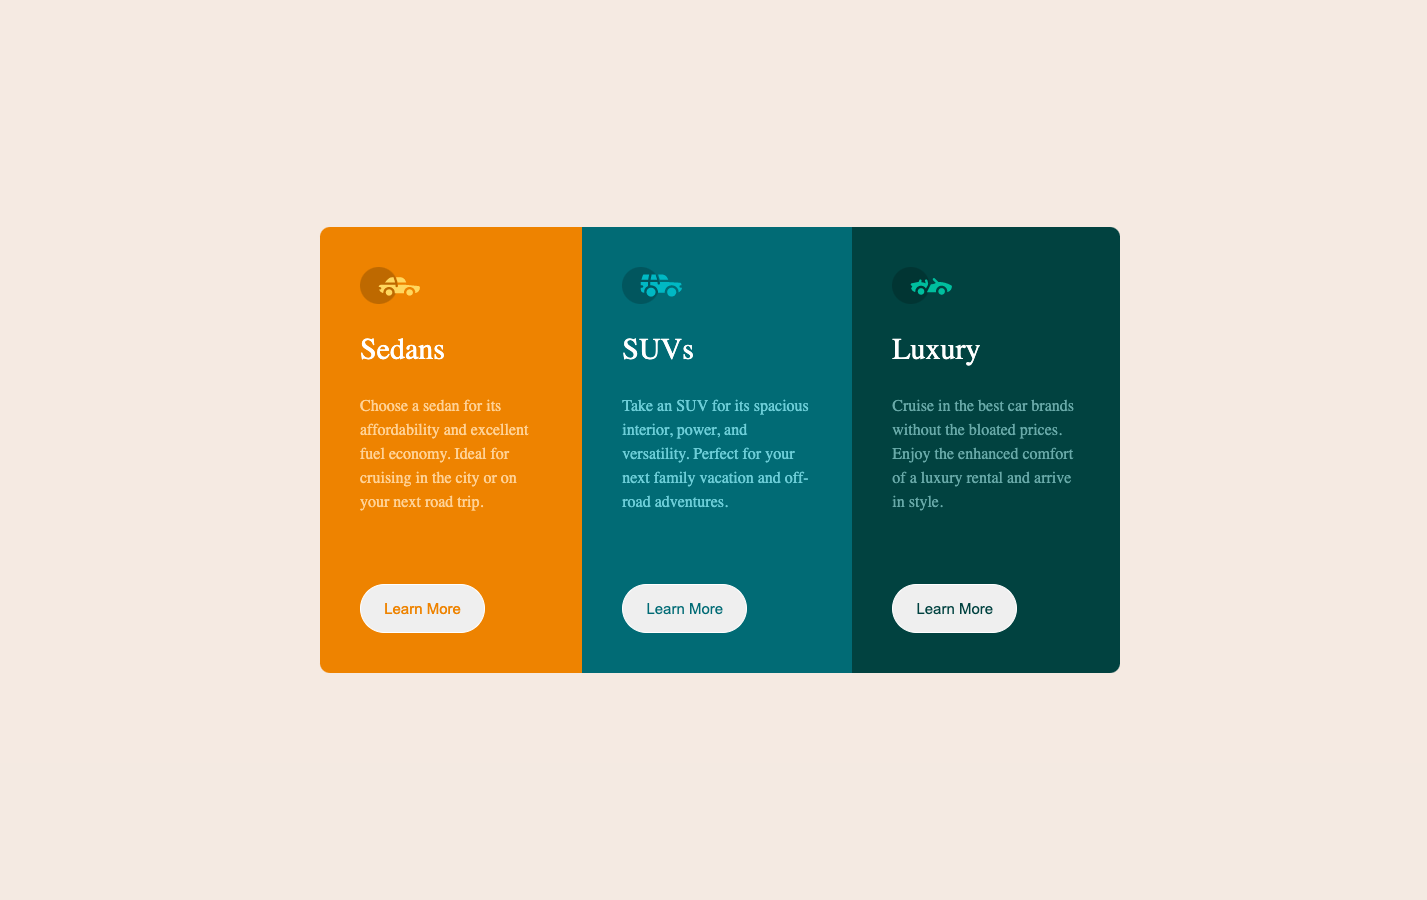 Sedans
Choose a sedan for its
affordability and excellent
fuel economy. Ideal for
cruising in the city or on
your next road trip.
Learn More
SUVs
Take an SUV for its spacious
interior, power, and
versatility. Perfect for your
next family vacation and off-
road adventures.
Learn More
Luxury
Cruise in the best car brands
without the bloated prices.
Enjoy the enhanced comfort
of a luxury rental and arrive
in style.
Learn More